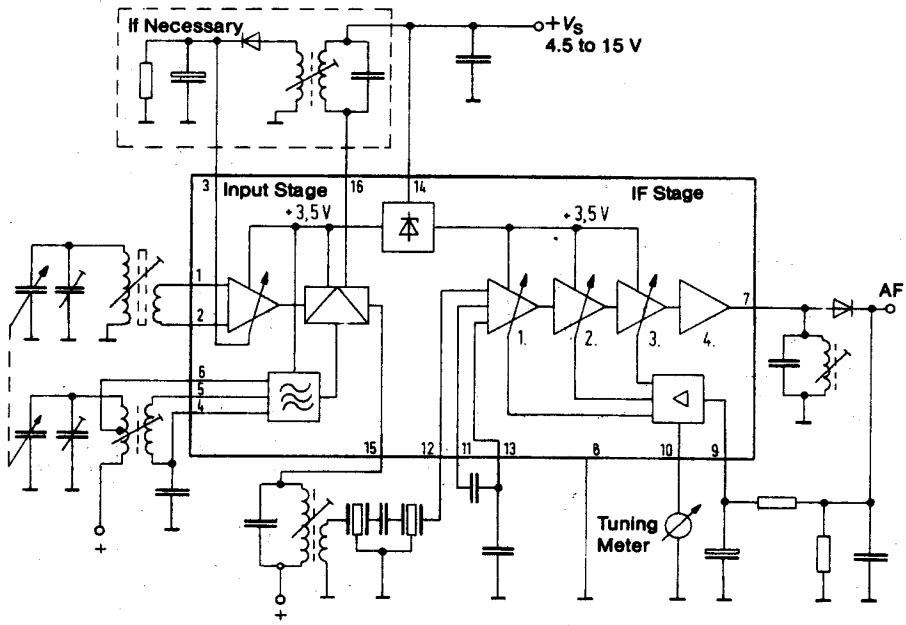 If Necessary
+VS
4.5 to 15 V
3
Input Stage
16
14
IF Stage
+3,5 V
+3,5 V
1
2
7
AF
1.
2.
3.
4.
6
5
4
15
12
11
13
8
10
9
Tuning
Meter
+
+